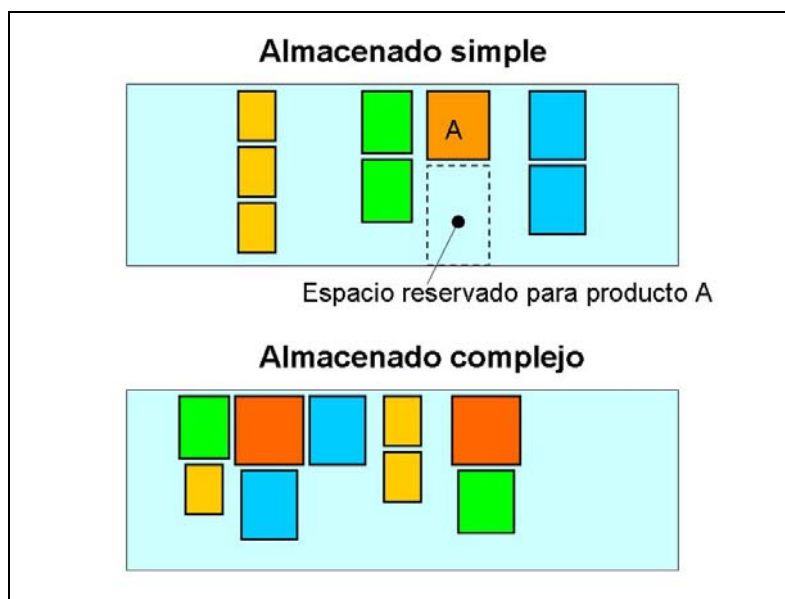 Almacenado simple
A
Espacio reservado para producto A
Almacenado complejo